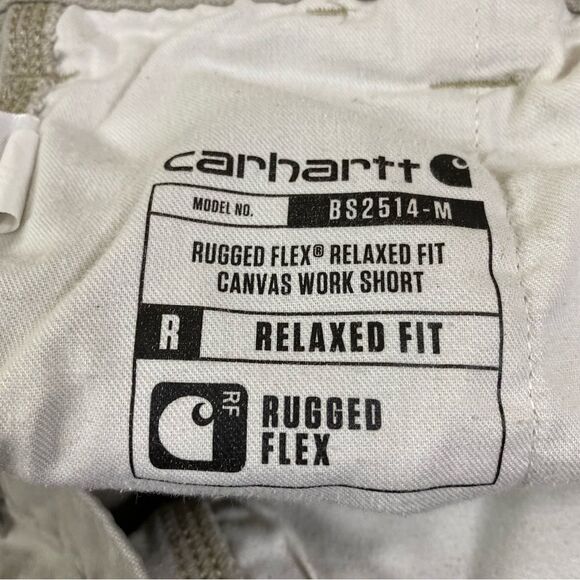 carhartt
MODEL NO. BS2514-M
RUGGED FLEX® RELAXED FIT
CANVAS WORK SHORT
R RELAXED FIT
RF
RUGGED
FLEX